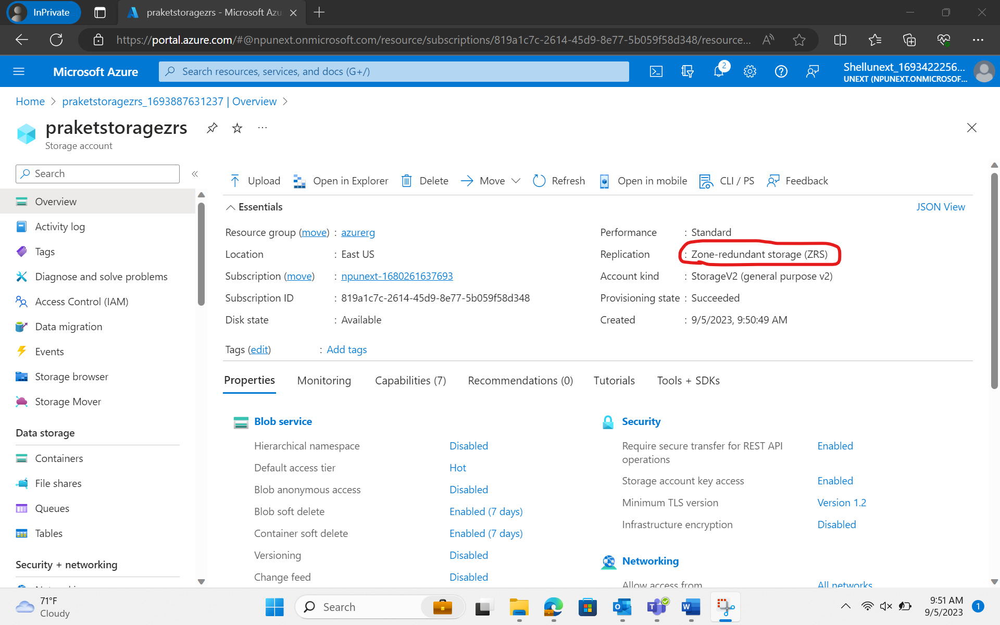 InPrivate
praketstoragezrs - Microsoft Azu
https://portal.azure.com/#@npunext.onmicrosoft.com/resource/subscriptions/819a1c7c-2614-45d9-8e77-5b059f58d348/resource...
Microsoft Azure
Search resources, services, and docs (G+/)
2
Shellunext_1693422256...
UNEXT (NPUNEXT.ONMICROSOF...
Home > praketstoragezrs_1693887631237 | Overview >
praketstoragezrs
Storage account
Search
Overview
Activity log
Tags
Diagnose and solve problems
Access Control (IAM)
Data migration
Events
Storage browser
Storage Mover
Data storage
Containers
File shares
Queues
Tables
Security + networking
Upload Open in Explorer Delete Move Refresh Open in mobile CLI / PS Feedback
Essentials
JSON View
Resource group (move) : azurerg
Location : East US
Subscription (move) : npunext-1680261637693
Subscription ID : 819a1c7c-2614-45d9-8e77-5b059f58d348
Disk state : Available
Performance : Standard
Replication : Zone-redundant storage (ZRS)
Account kind : StorageV2 (general purpose v2)
Provisioning state : Succeeded
Created : 9/5/2023, 9:50:49 AM
Tags (edit) : Add tags
Properties Monitoring Capabilities (7) Recommendations (0) Tutorials Tools + SDKs
Blob service
Hierarchical namespace Disabled
Default access tier Hot
Blob anonymous access Disabled
Blob soft delete Enabled (7 days)
Container soft delete Enabled (7 days)
Versioning Disabled
Change feed Disabled
Security
Require secure transfer for REST API operations Enabled
Storage account key access Enabled
Minimum TLS version Version 1.2
Infrastructure encryption Disabled
Networking
Allow access from All networks
71°F
Cloudy
Search
9:51 AM
9/5/2023
1